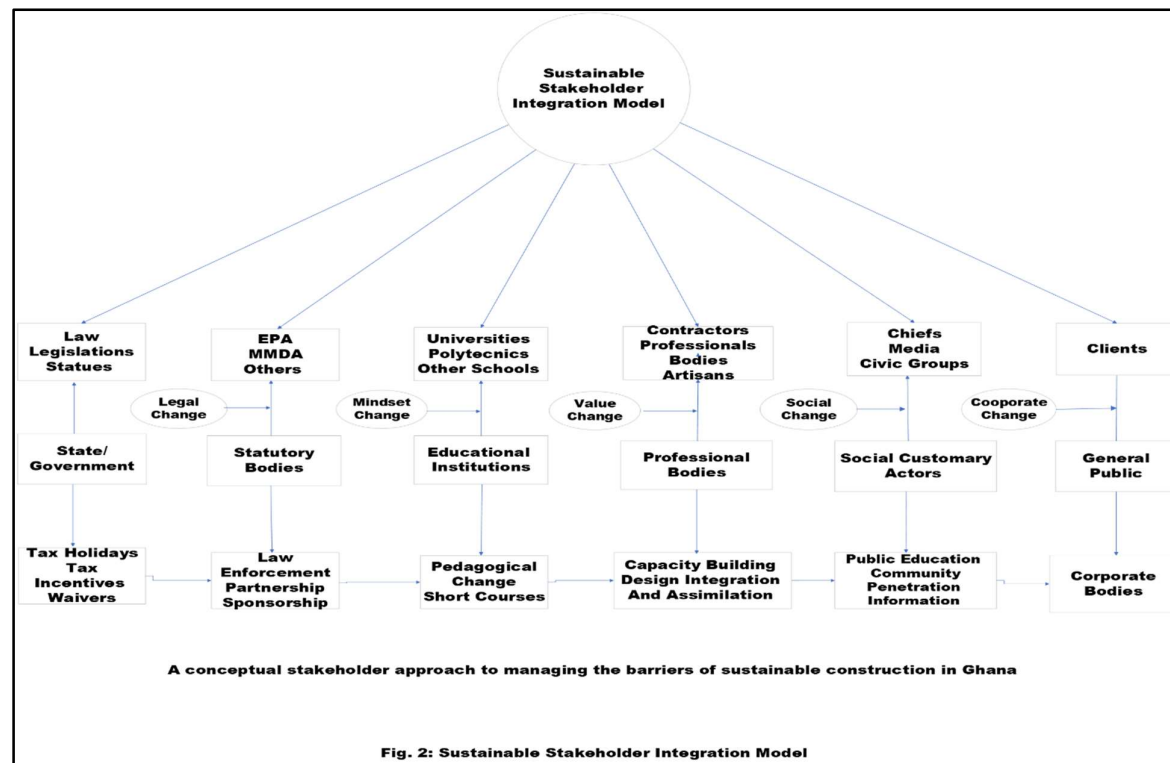 Sustainable
Stakeholder
Integration Model
Law
Legislations
Statues
EPA
MMDA
Others
Universities
Polytecnics
Other Schools
Contractors
Professionals
Bodies
Artisans
Chiefs
Media
Civic Groups
Clients
Legal
Change
Mindset
Change
Value
Change
Social
Change
Cooporate
Change
State/
Government
Statutory
Bodies
Educational
Institutions
Professional
Bodies
Social Customary
Actors
General
Public
Tax Holidays
Tax
Incentives
Waivers
Law
Enforcement
Partnership
Sponsorship
Pedagogical
Change
Short Courses
Capacity Building
Design Integration
And Assimilation
Public Education
Community
Penetration
Information
Corporate
Bodies
A conceptual stakeholder approach to managing the barriers of sustainable construction in Ghana
Fig. 2: Sustainable Stakeholder Integration Model